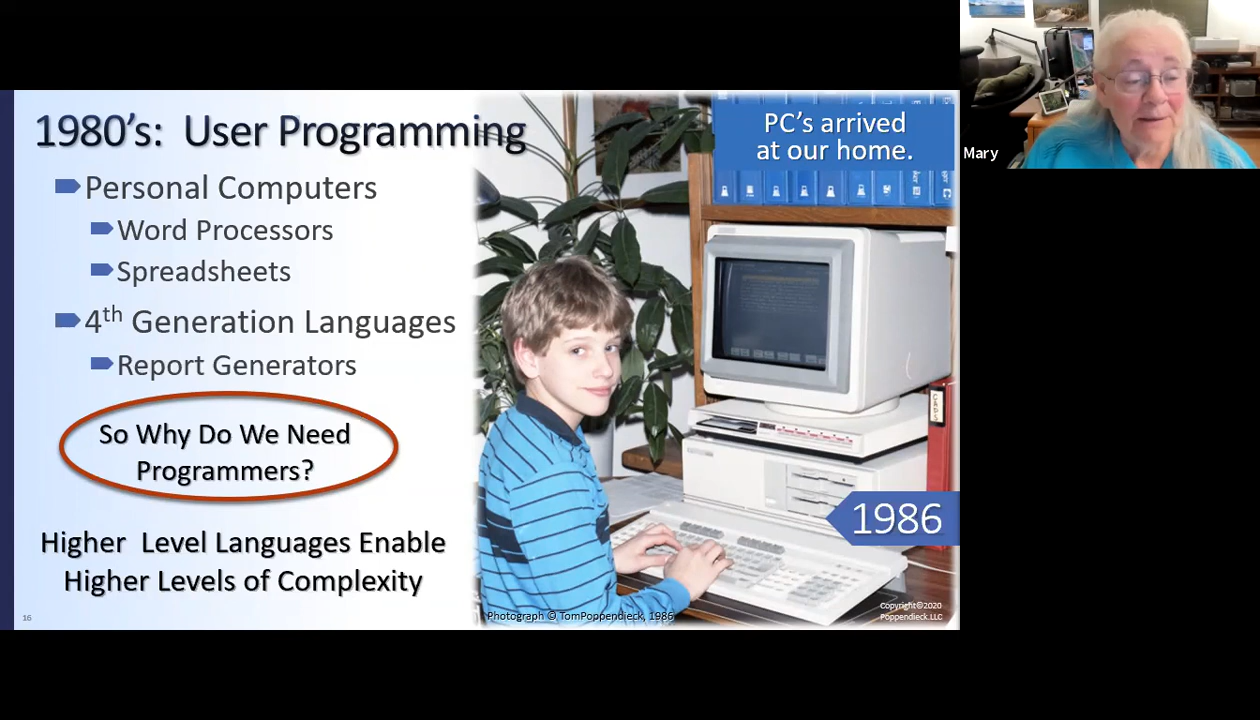 1980's: User Programming
Personal Computers
Word Processors
Spreadsheets
4th Generation Languages
Report Generators
So Why Do We Need
Programmers?
Higher Level Languages Enable
Higher Levels of Complexity
16
PC's arrived
at our home.
CAPS
1986
Photograph © TomPoppendieck, 1986
Copyright©2020
Poppendieck.LLC
Mary